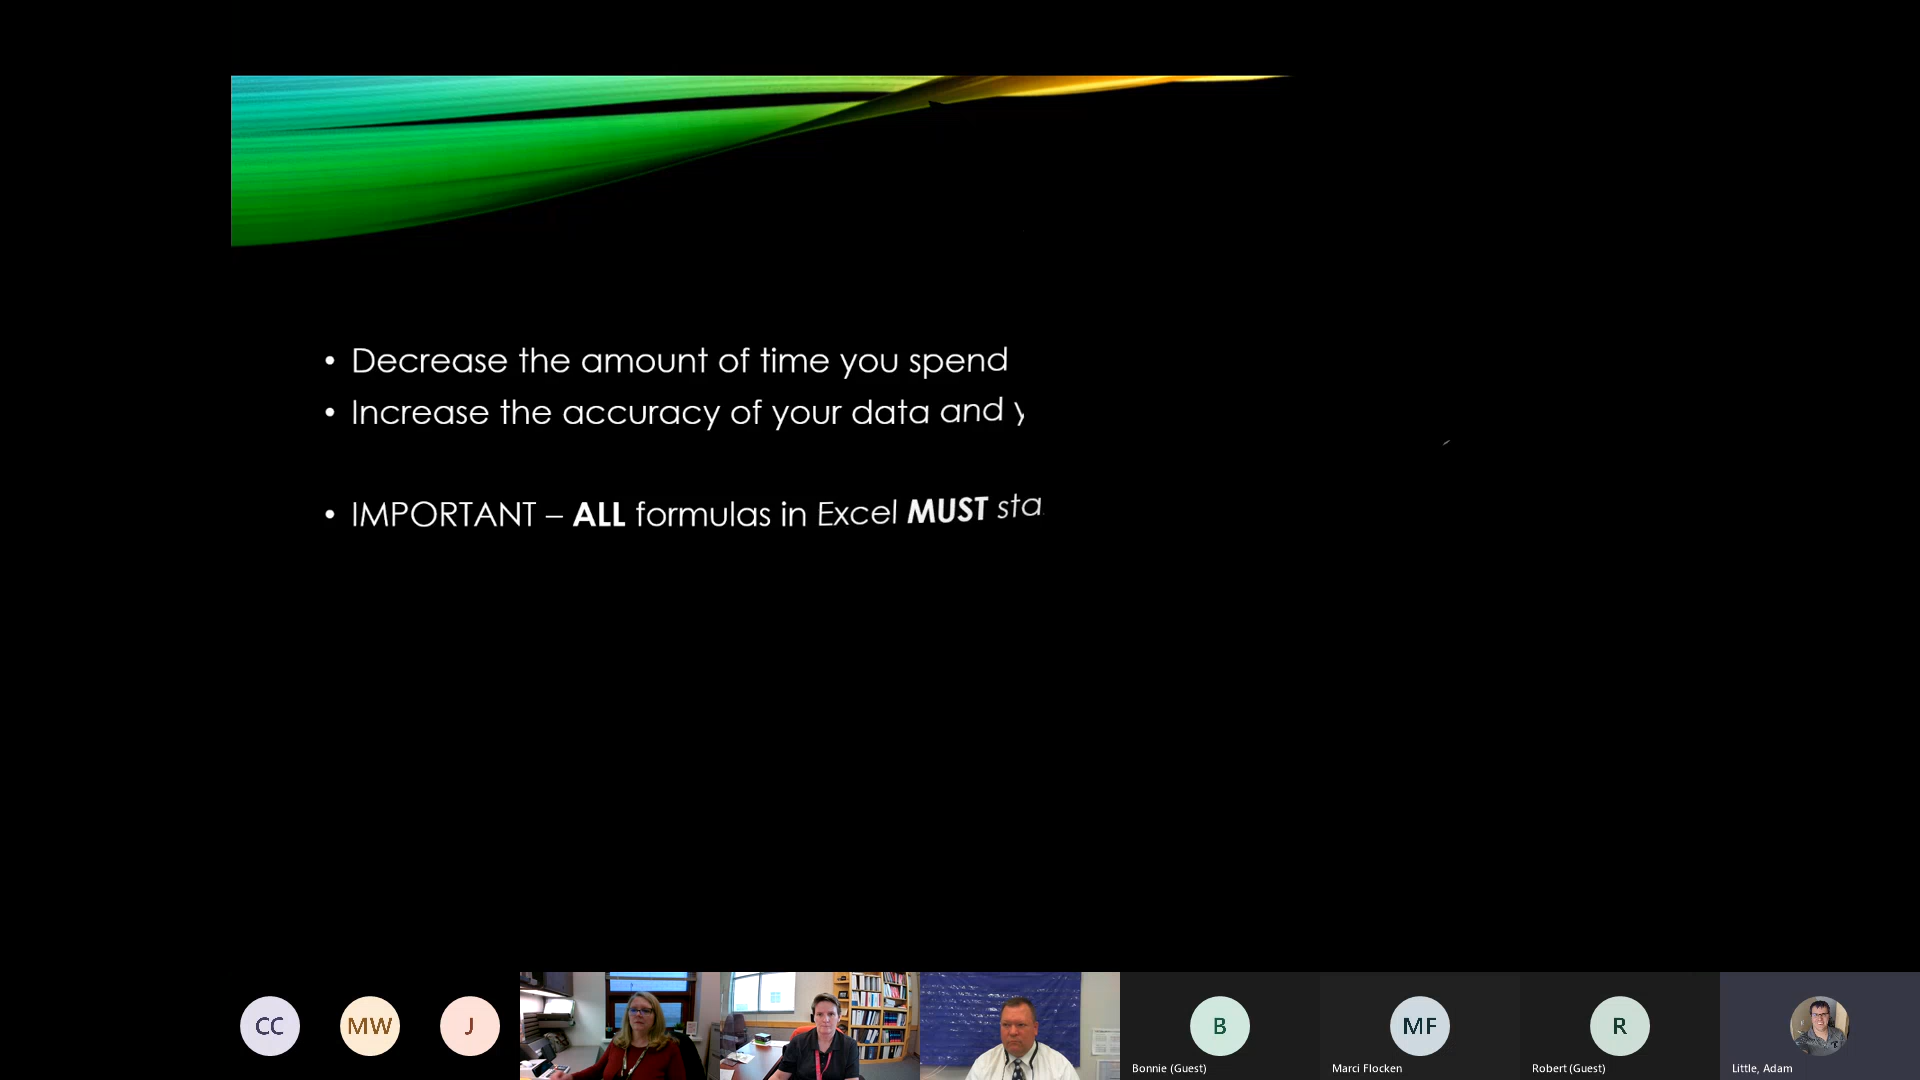 • Decrease the amount of time you spend
• Increase the accuracy of your data and y
• IMPORTANT – ALL formulas in Excel MUST sta
CC
MW
J
B
MF
R
Bonnie (Guest)
Marci Flocken
Robert (Guest)
Little, Adam